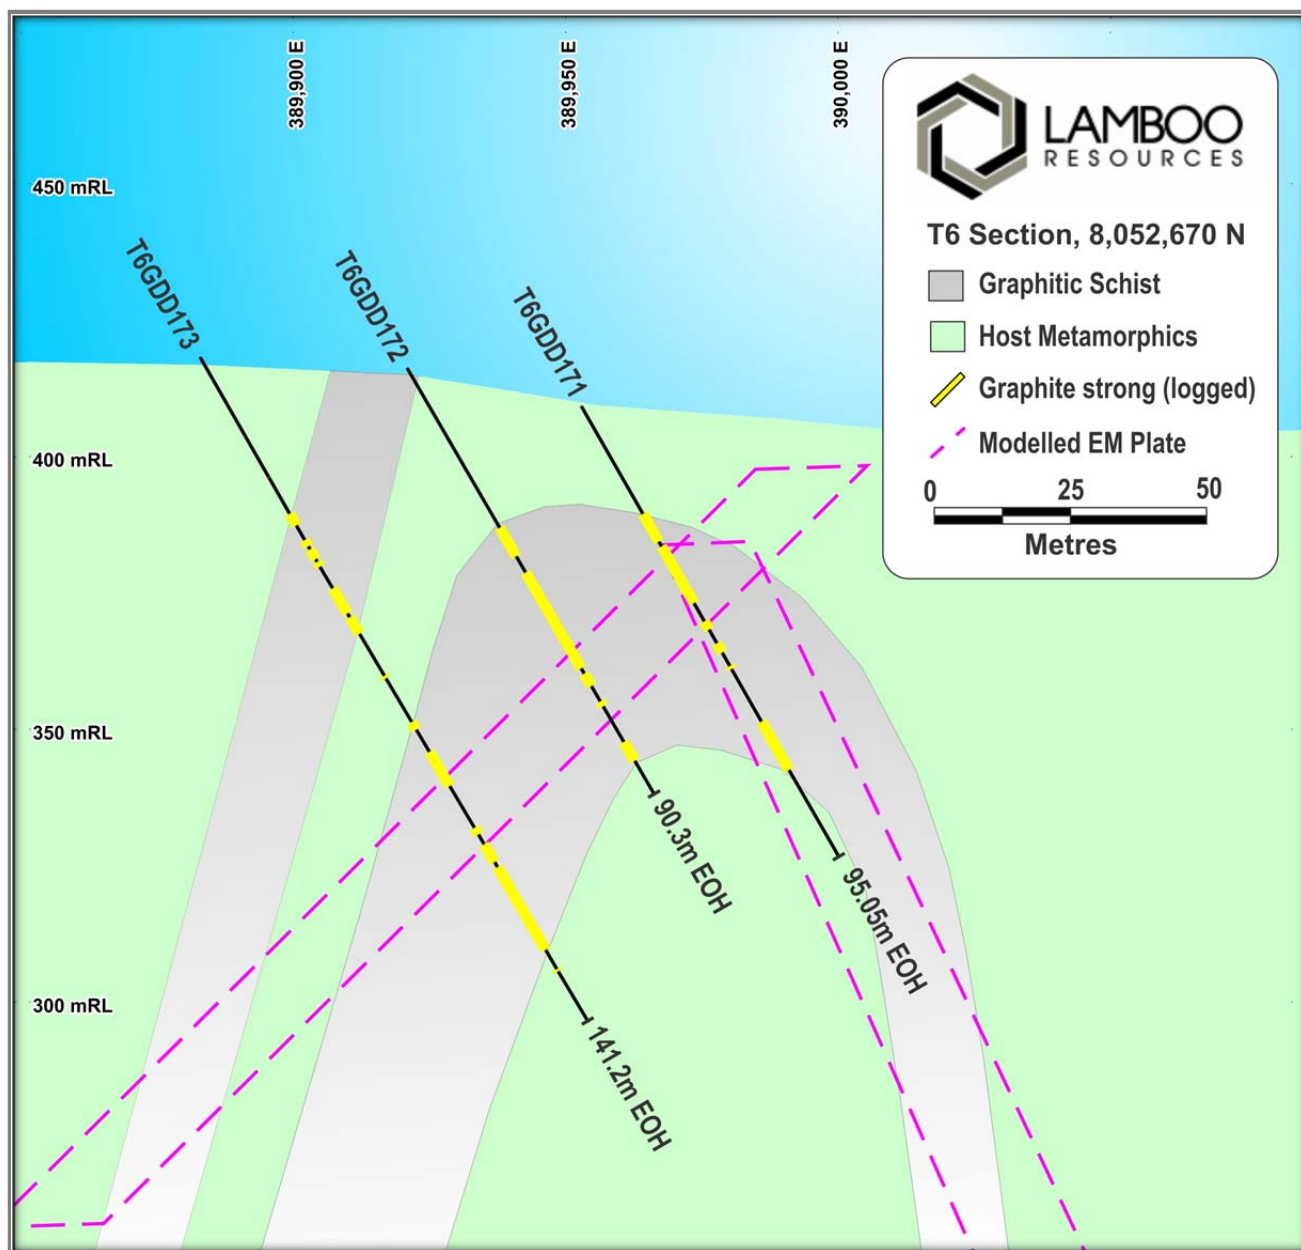 389,900 E
389,950 E
390,000 E
LAMBOO
RESOURCES
T6 Section, 8,052,670 N
Graphitic Schist
Host Metamorphics
Graphite strong (logged)
Modelled EM Plate
0 25 50
Metres
450 mRL
400 mRL
350 mRL
300 mRL
T6GDD173
T6GDD172
T6GDD171
90.3m EOH
95.05m EOH
141.2m EOH